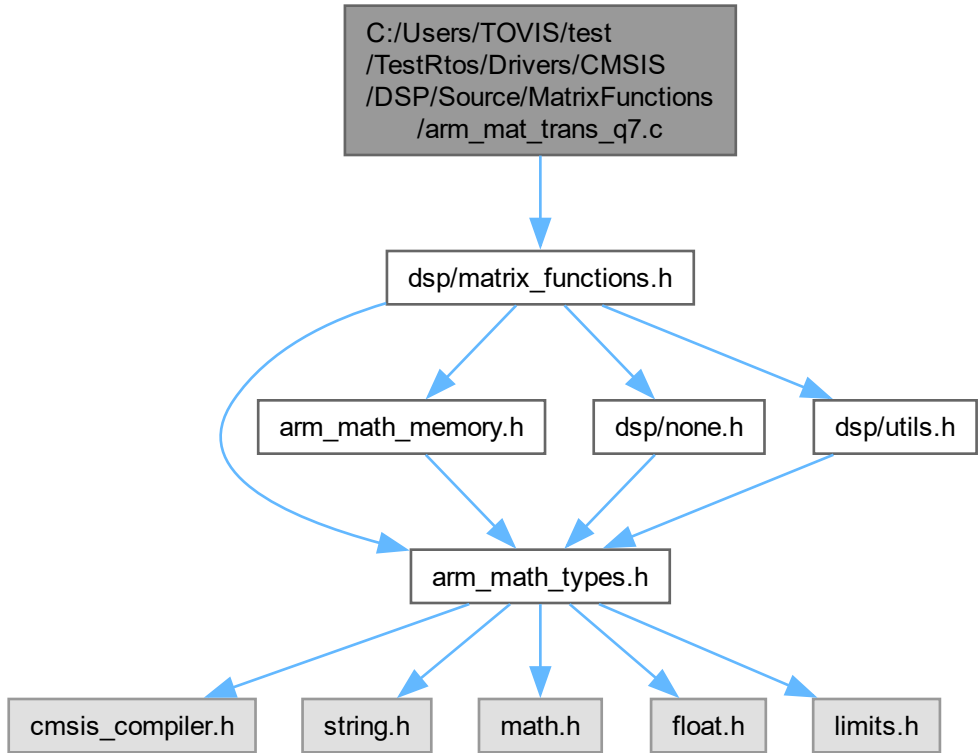 C:/Users/TOVIS/test
/TestRtos/Drivers/CMSIS
/DSP/Source/MatrixFunctions
/arm_mat_trans_q7.c
dsp/matrix_functions.h
arm_math_memory.h
dsp/none.h
dsp/utils.h
arm_math_types.h
cmsis_compiler.h
string.h
math.h
float.h
limits.h